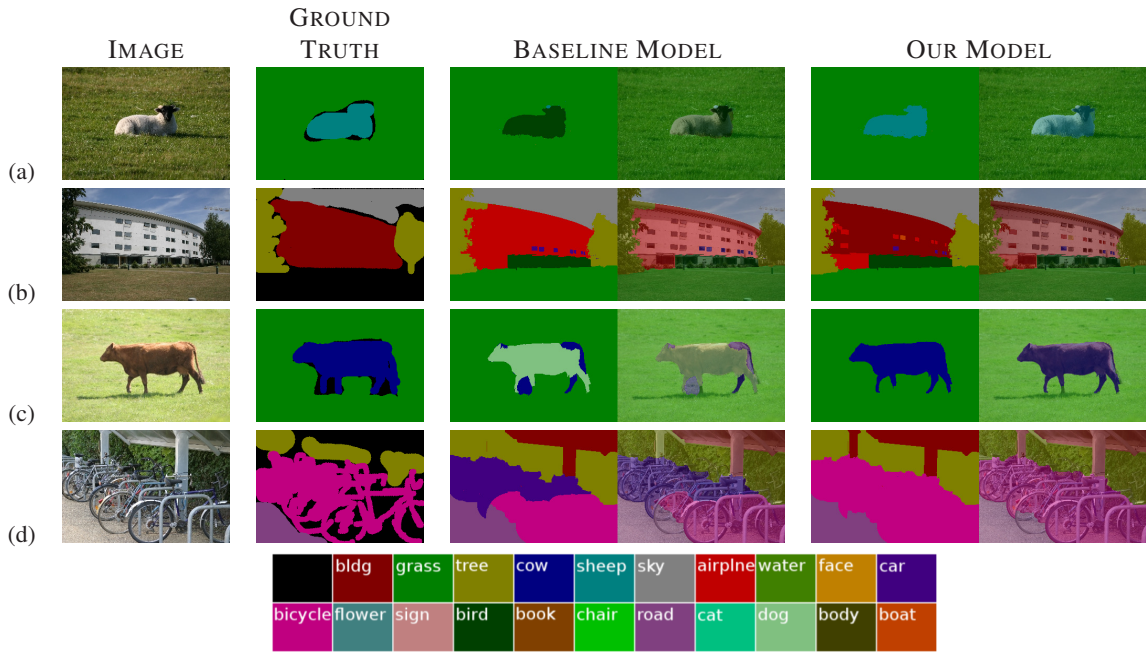 GROUND
IMAGE TRUTH BASELINE MODEL OUR MODEL
(a)
(b)
(c)
(d)
bldg grass tree cow sheep sky airplne water face car
bicycle flower sign bird book chair road cat dog body boat